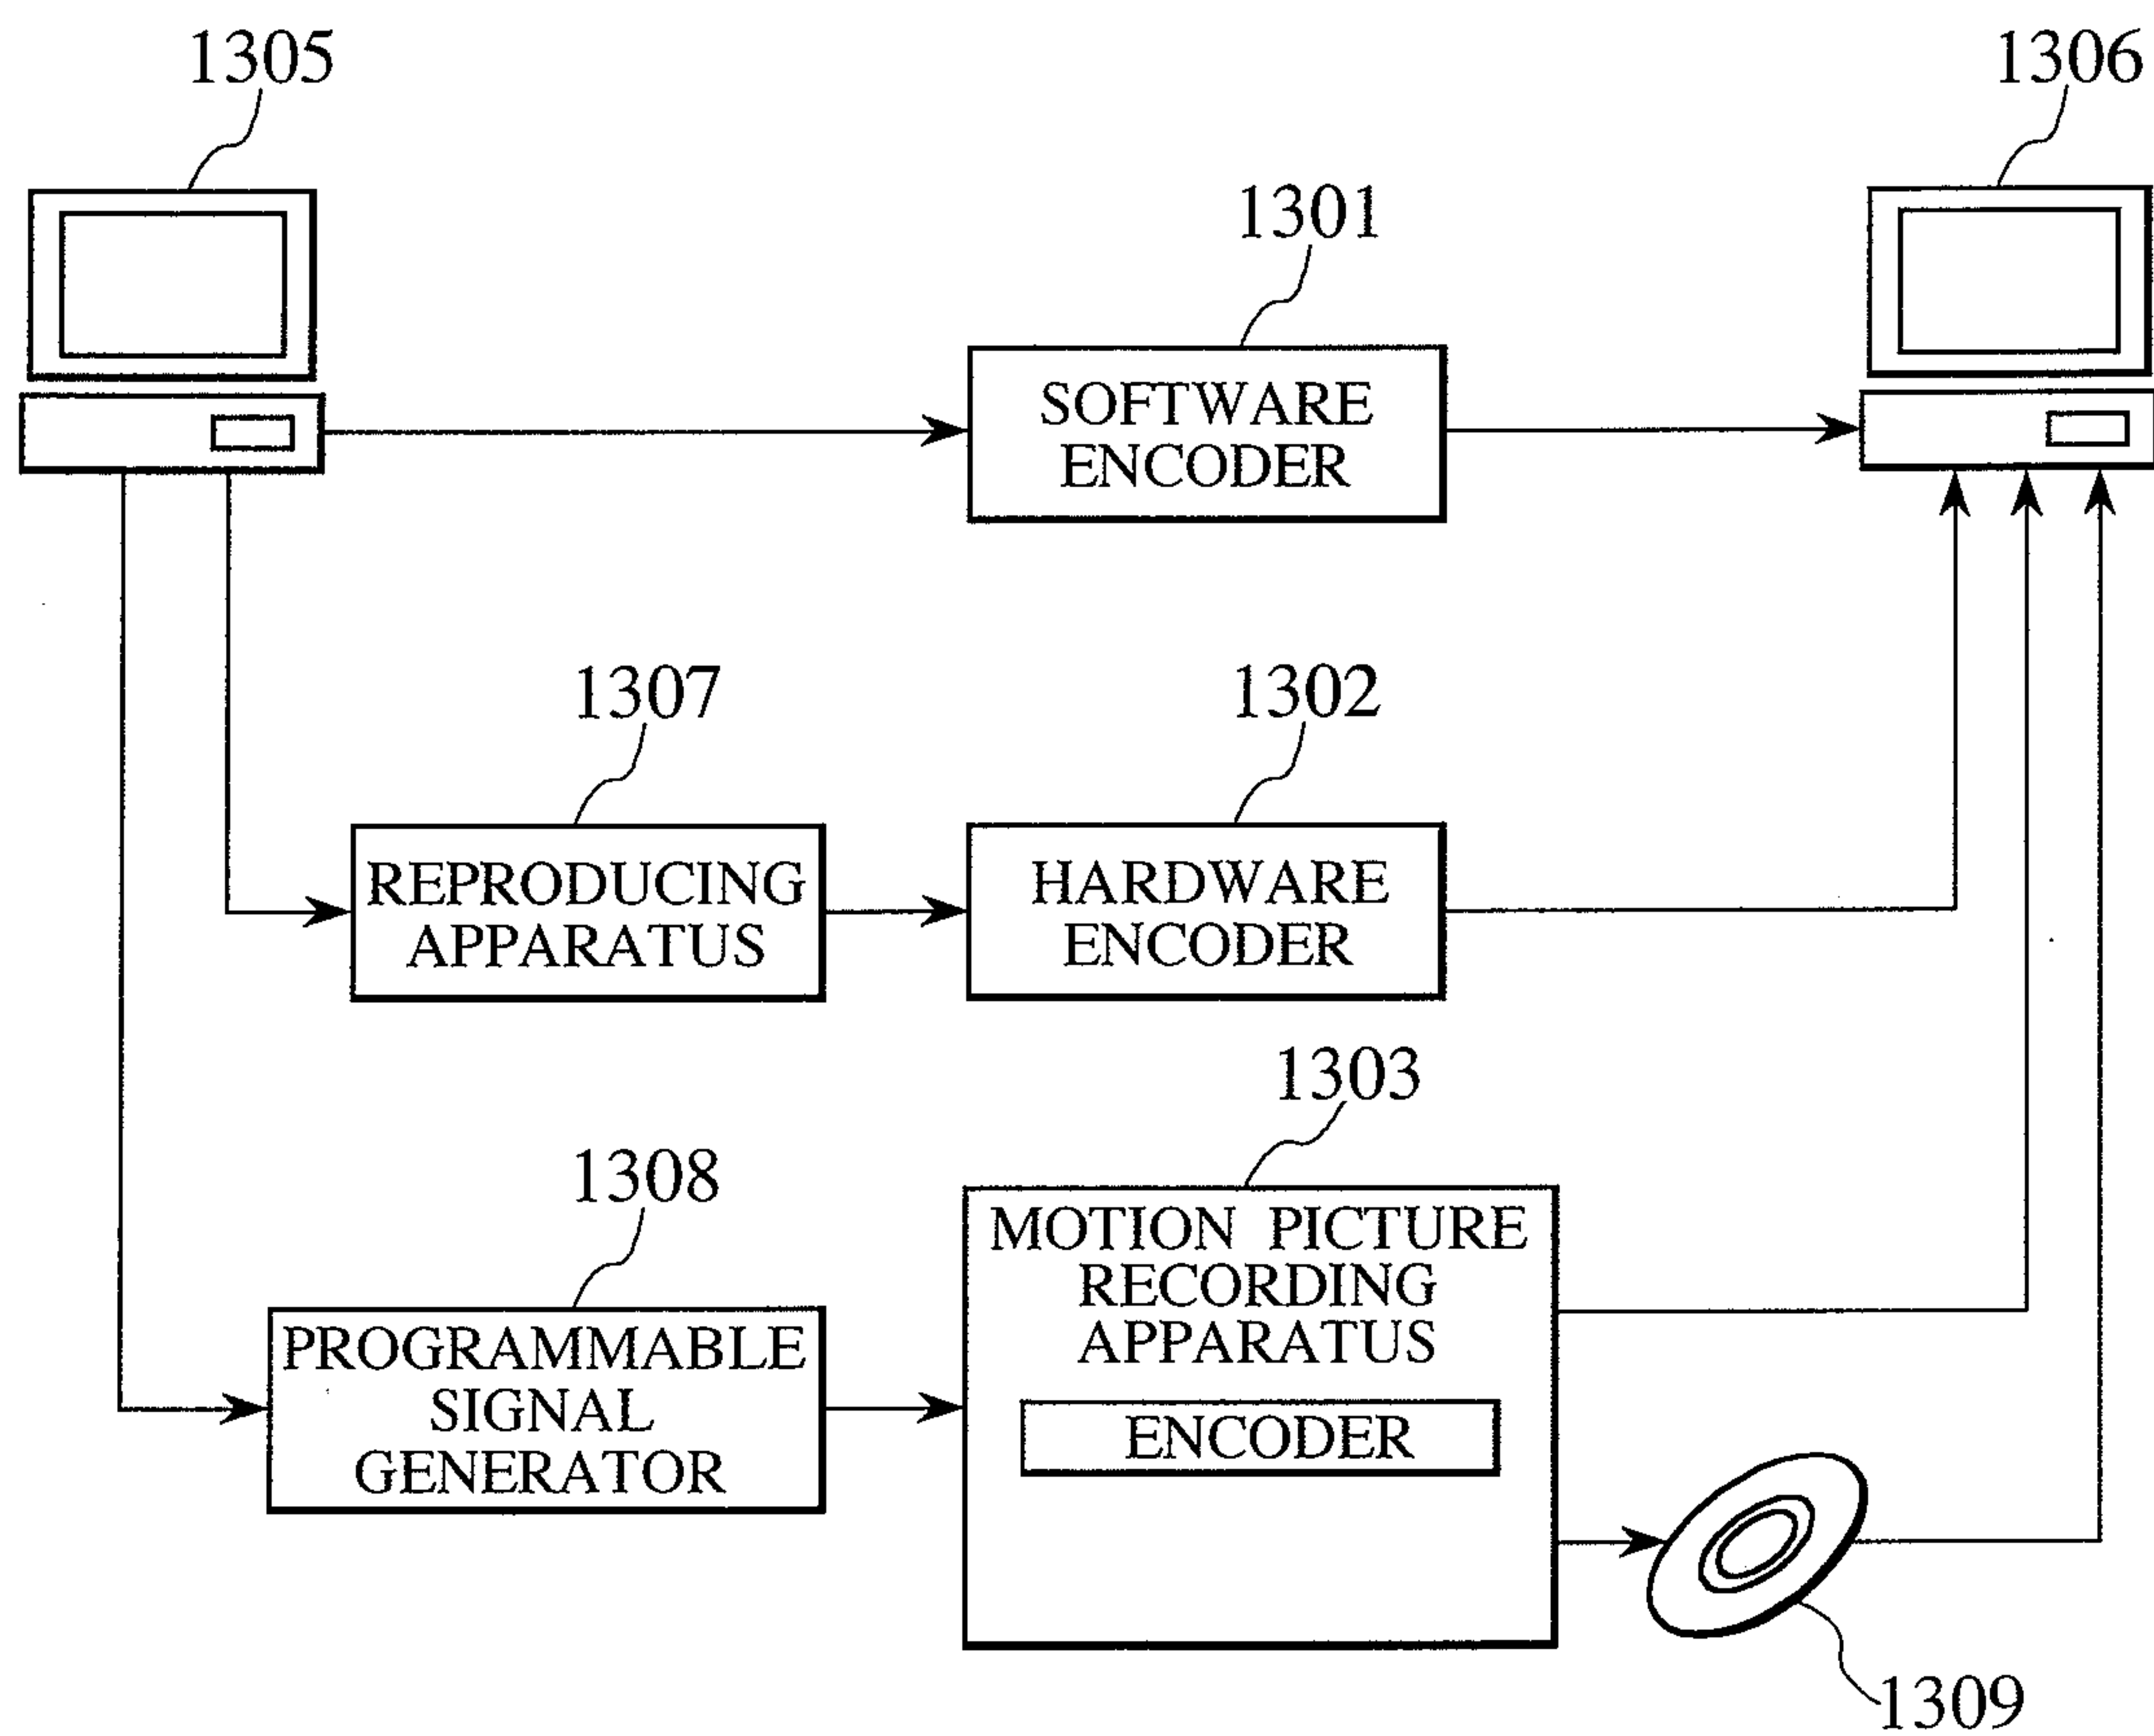 1305
1306
1301
SOFTWARE
ENCODER
1307
1302
REPRODUCING
APPARATUS
HARDWARE
ENCODER
1303
1308
MOTION PICTURE
RECORDING
APPARATUS
ENCODER
PROGRAMMABLE
SIGNAL
GENERATOR
1309